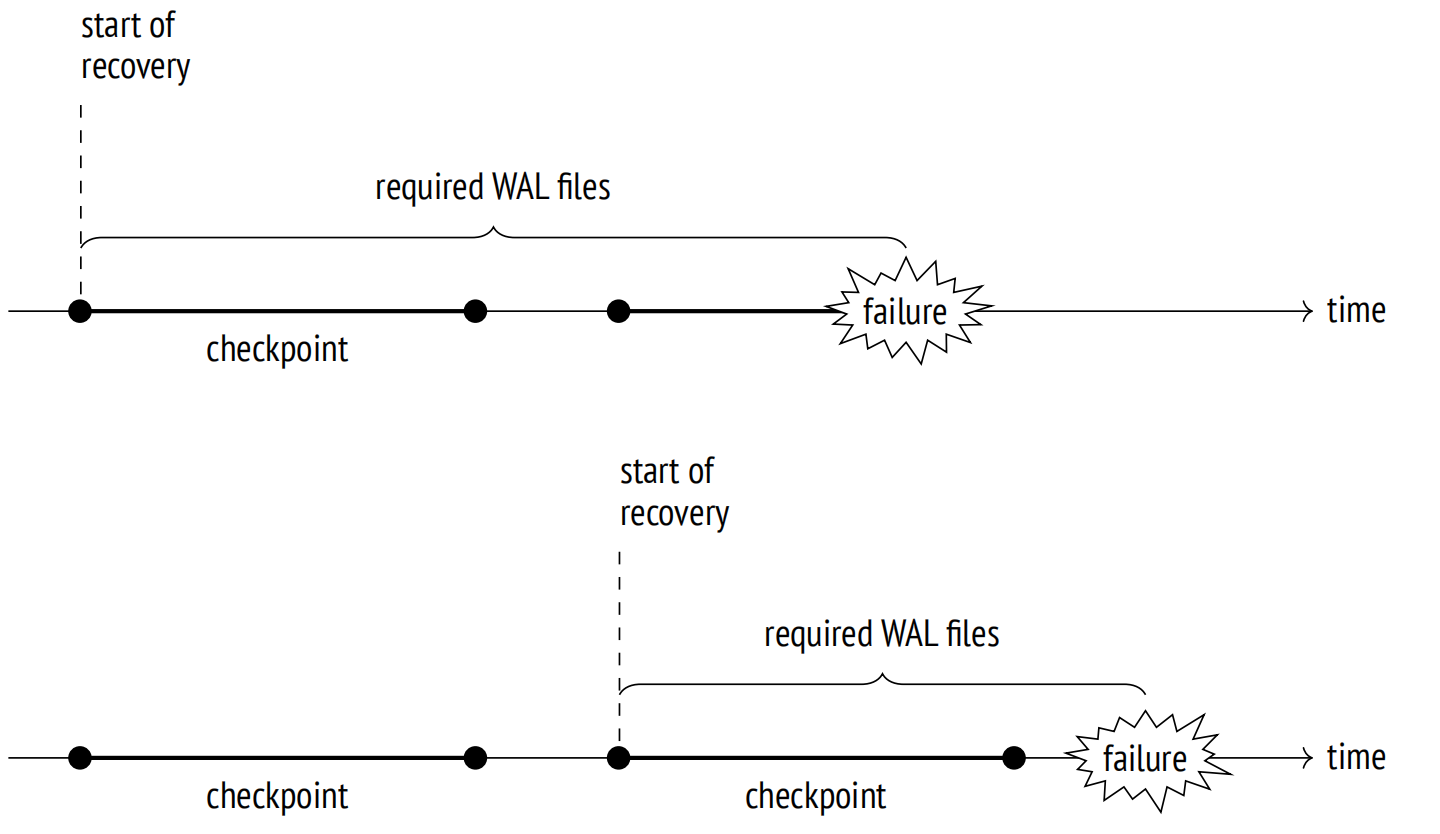 start of
recovery
required WAL files
failure
time
checkpoint
start of
recovery
required WAL files
failure
time
checkpoint
checkpoint